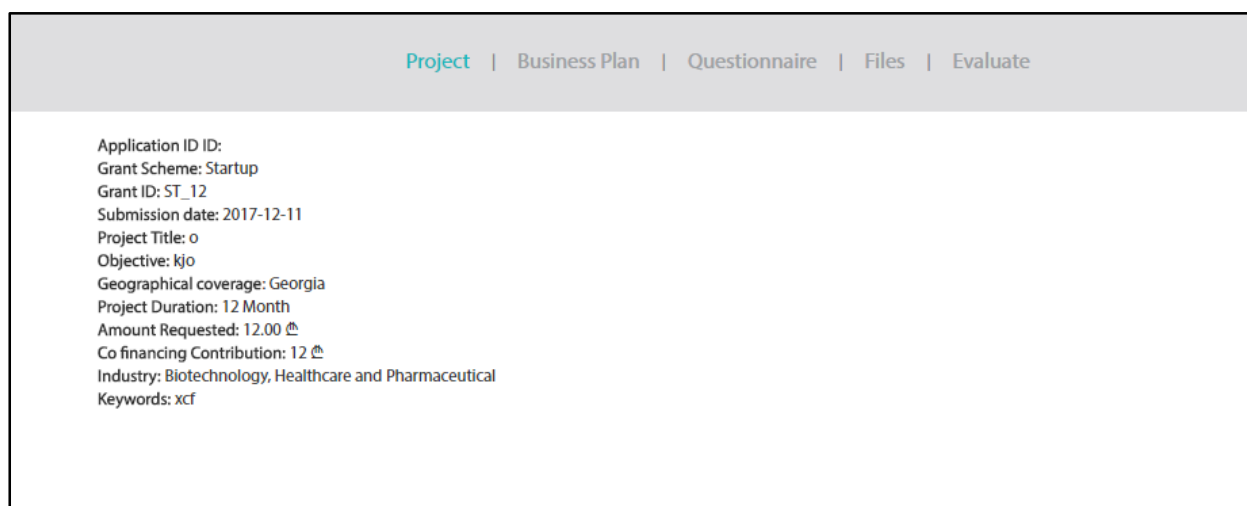 Project | Business Plan | Questionnaire | Files | Evaluate
Application ID ID:
Grant Scheme: Startup
Grant ID: ST_12
Submission date: 2017-12-11
Project Title: o
Objective: kjo
Geographical coverage: Georgia
Project Duration: 12 Month
Amount Requested: 12.00 ₾
Co financing Contribution: 12 ₾
Industry: Biotechnology, Healthcare and Pharmaceutical
Keywords: xcf